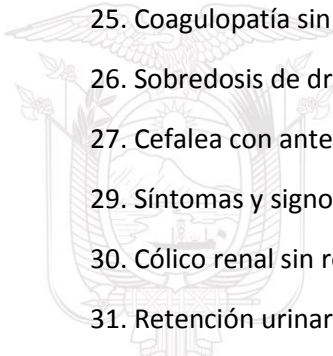 25. Coagulopatía sin
26. Sobredosis de
27. Cefalea con
29. Síntomas y
30. Cólico renal sin
31. Retención